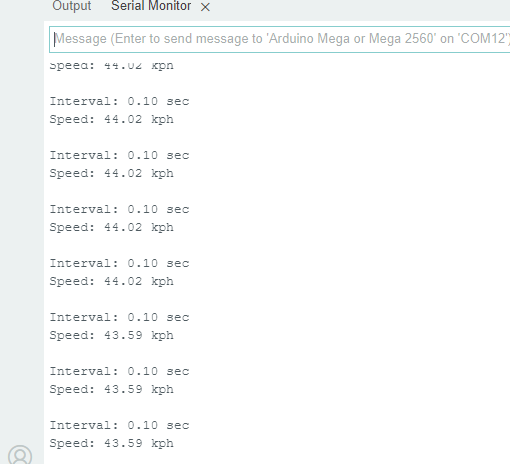 Output Serial Monitor
Message (Enter to send message to 'Arduino Mega or Mega 2560' on 'COM12')
Speed: 44.02 kph
Interval: 0.10 sec
Speed: 44.02 kph
Interval: 0.10 sec
Speed: 44.02 kph
Interval: 0.10 sec
Speed: 44.02 kph
Interval: 0.10 sec
Speed: 44.02 kph
Interval: 0.10 sec
Speed: 43.59 kph
Interval: 0.10 sec
Speed: 43.59 kph
Interval: 0.10 sec
Speed: 43.59 kph